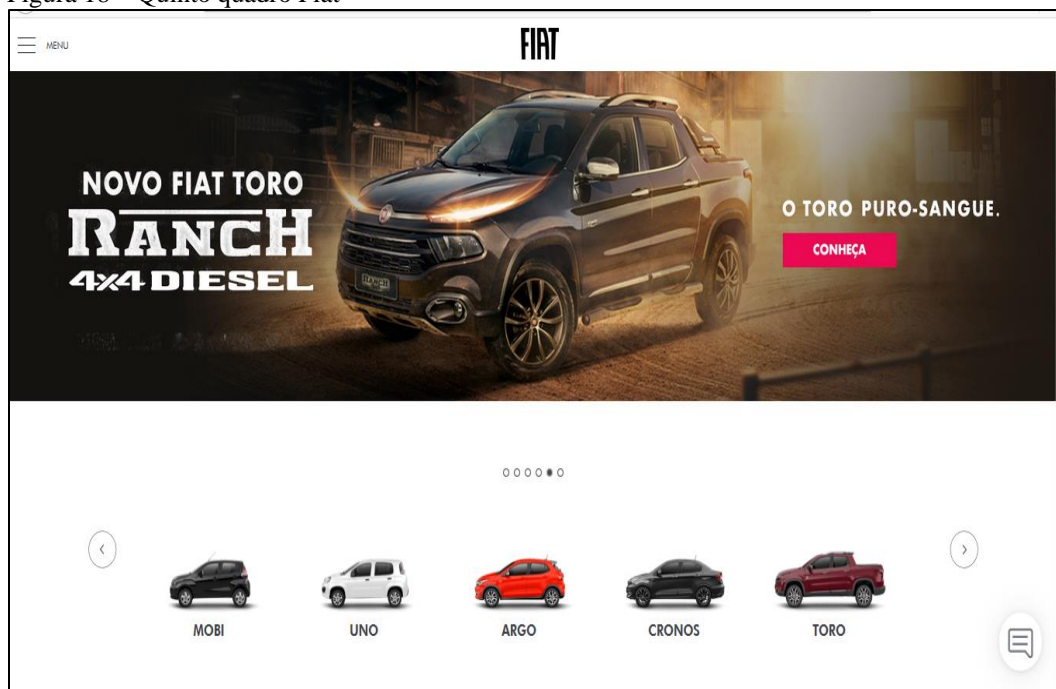 Figura 18 – Quinto quadro Fiat
MENU
FIAT
NOVO FIAT TORO
RANCH
4x4 DIESEL
RANCH
O TORO PURO-SANGUE.
CONHEÇA
MOBI
UNO
ARGO
CRONOS
TORO